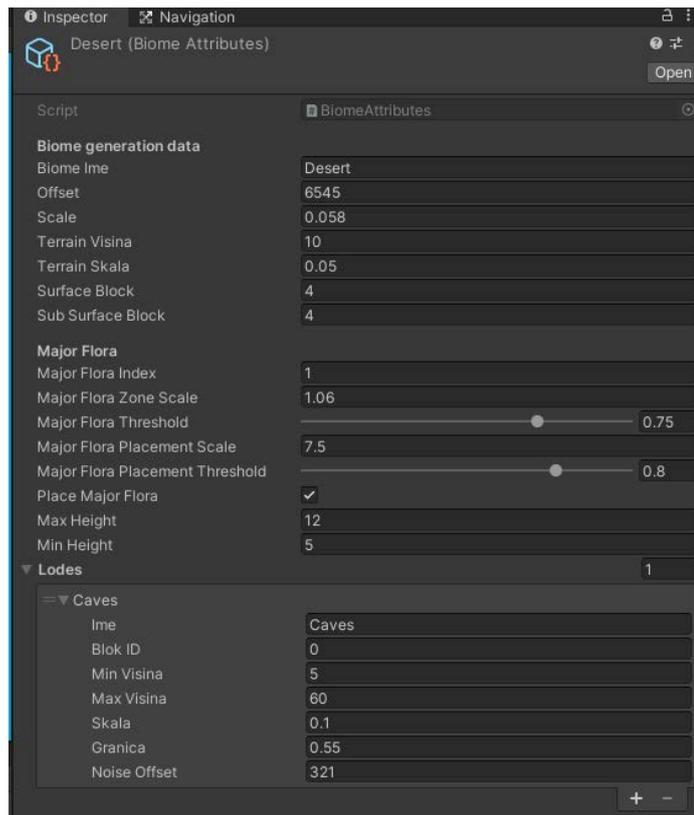 Inspector Navigation
Desert (Biome Attributes)
Open
Script BiomeAttributes
Biome generation data
Biome Ime Desert
Offset 6545
Scale 0.058
Terrain Visina 10
Terrain Skala 0.05
Surface Block 4
Sub Surface Block 4
Major Flora
Major Flora Index 1
Major Flora Zone Scale 1.06
Major Flora Threshold 0.75
Major Flora Placement Scale 7.5
Major Flora Placement Threshold 0.8
Place Major Flora
Max Height 12
Min Height 5
Lodes 1
Caves
Ime Caves
Blok ID 0
Min Visina 5
Max Visina 60
Skala 0.1
Granica 0.55
Noise Offset 321